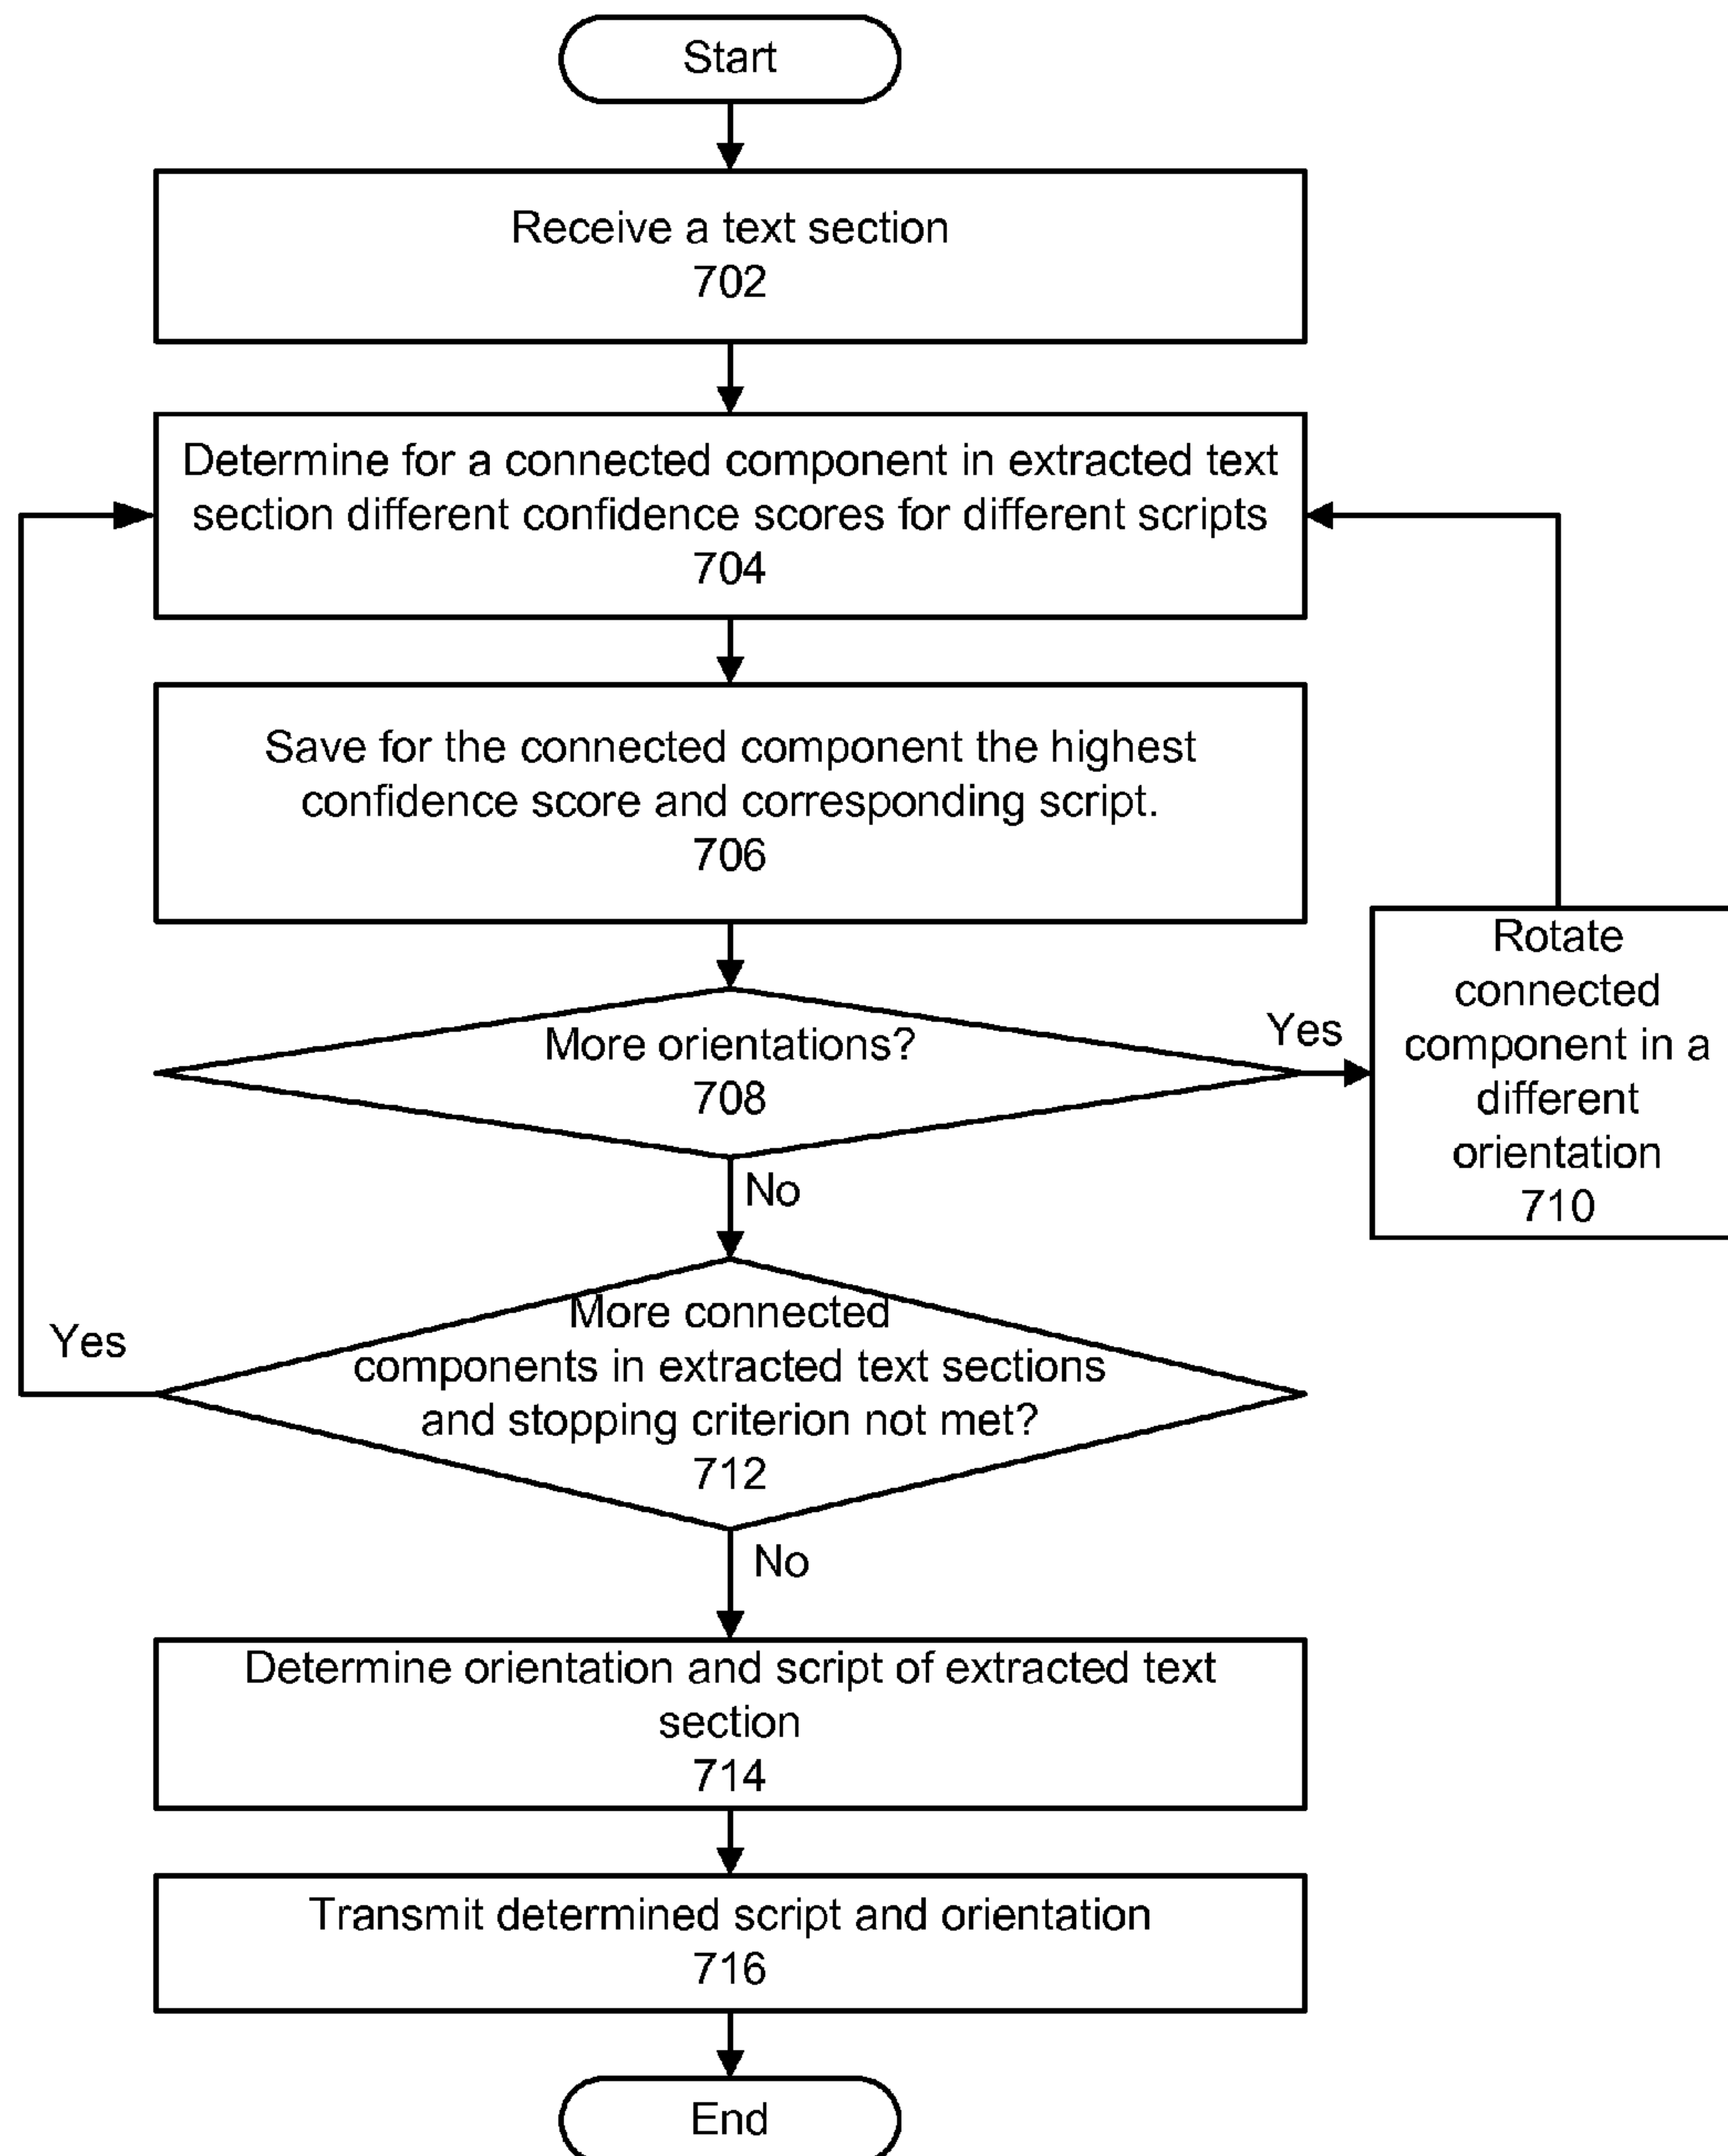 Start
Receive a text section
702
Determine for a connected component in extracted text
section different confidence scores for different scripts
704
Save for the connected component the highest
confidence score and corresponding script.
706
More orientations?
708
Yes
Rotate
connected
component in a
different
orientation
710
No
More connected
components in extracted text sections
and stopping criterion not met?
712
Yes
No
Determine orientation and script of extracted text
section
714
Transmit determined script and orientation
716
End